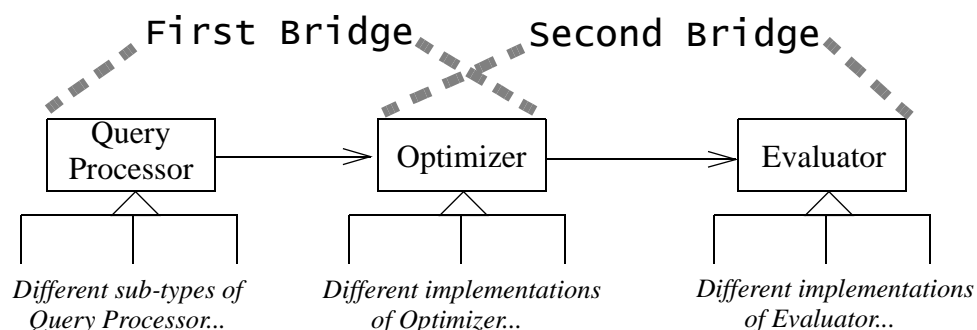 First Bridge
Second Bridge
Query
Processor
Optimizer
Evaluator
Different sub-types of
Query Processor...
Different implementations
of Optimizer...
Different implementations
of Evaluator...